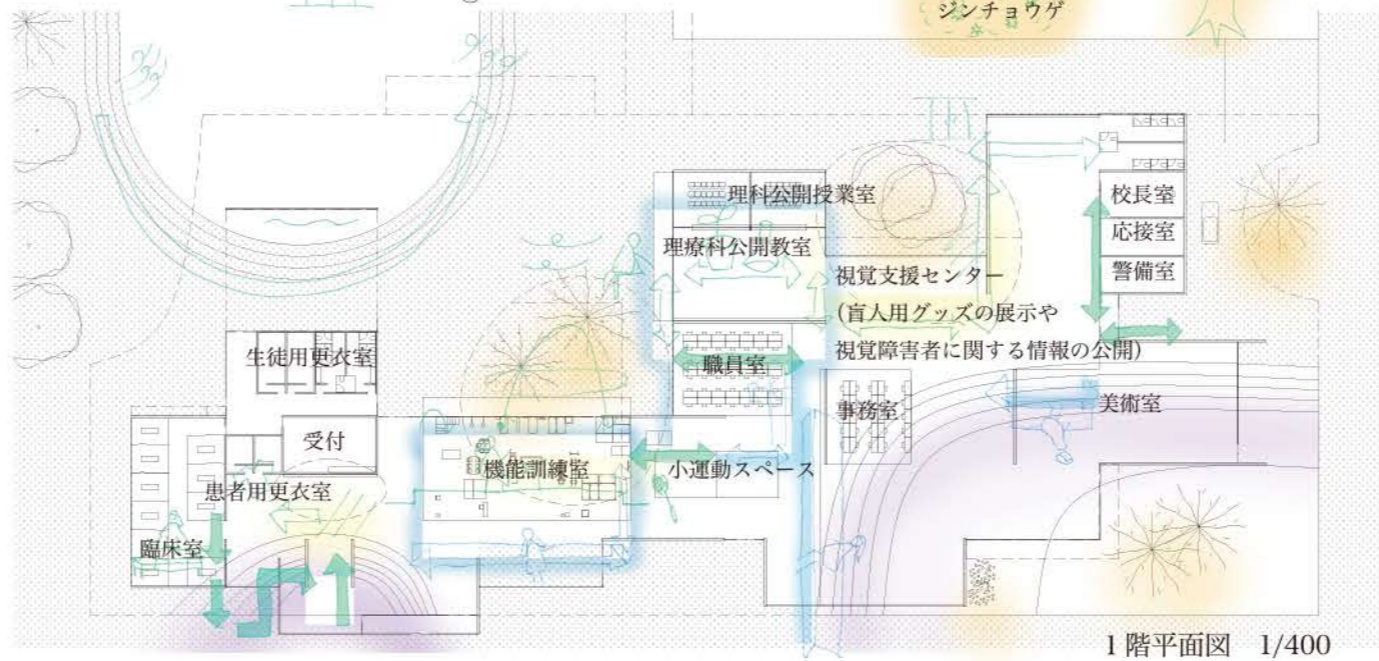 ジンチョウゲ
理科公開授業室
理療科公開教室
校長室
応接室
警備室
視覚支援センター
(盲人用グッズの展示や
視覚障害者に関する情報の公開)
生徒用更衣室
職員室
事務室
美術室
受付
機能訓練室
小運動スペース
患者用更衣室
臨床室
1階平面図 1/400